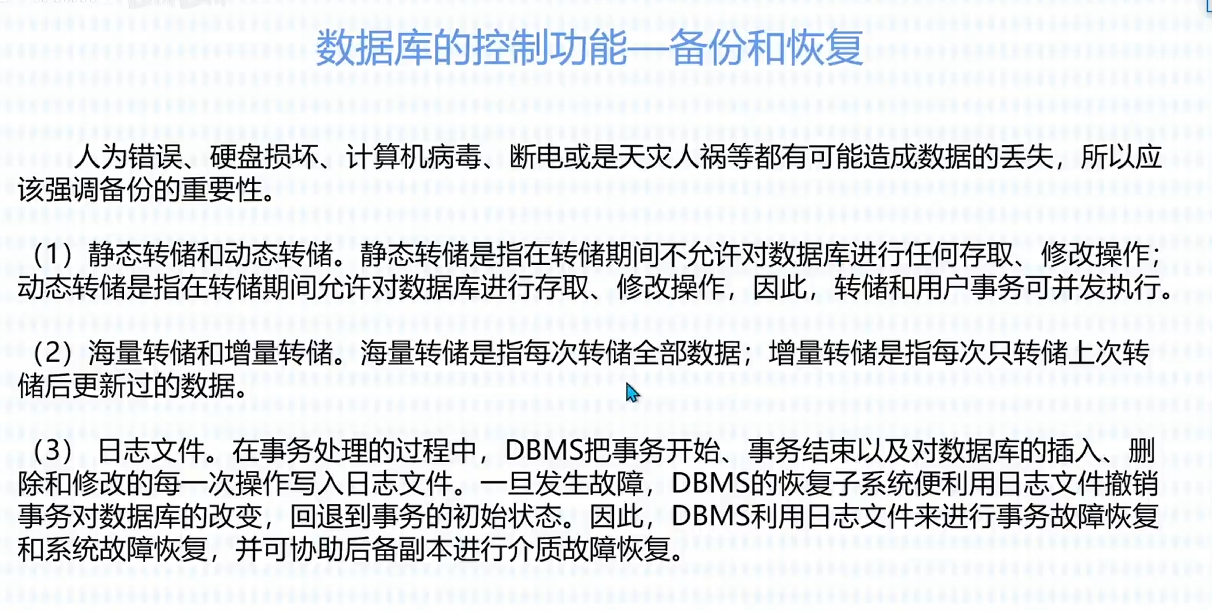 数据库的控制功能—备份和恢复
人为错误、硬盘损坏、计算机病毒、断电或是天灾人祸等都有可能造成数据的丢失，所以应
该强调备份的重要性。
（1）静态转储和动态转储。静态转储是指在转储期间不允许对数据库进行任何存取、修改操作；
动态转储是指在转储期间允许对数据库进行存取、修改操作，因此，转储和用户事务可并发执行。
（2）海量转储和增量转储。海量转储是指每次转储全部数据；增量转储是指每次只转储上次转
储后更新过的数据。
（3） 日志文件。在事务处理的过程中，DBMS把事务开始、事务结束以及对数据库的插入、删
除和修改的每一次操作写入日志文件。一旦发生故障，DBMS的恢复子系统便利用日志文件撤销
事务对数据库的改变，回退到事务的初始状态。因此，DBMS利用日志文件来进行事务故障恢复
和系统故障恢复，并可协助后备副本进行介质故障恢复。